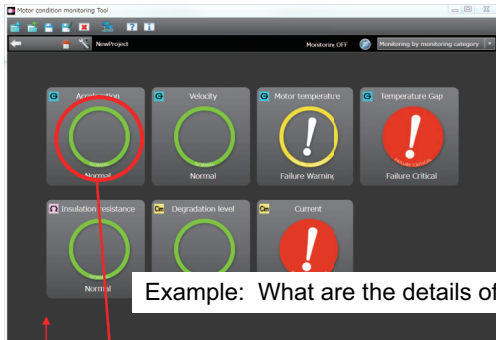 Motor condition monitoring Tool
NewProject
Monitoring OFF
Monitoring by monitoring category
Acceleration
Velocity
Motor temperature
Temperature Gap
Normal
Normal
Failure Warning
Failure Critical
Insulation resistance
Degradation level
Current
Normal
Example: What are the details of